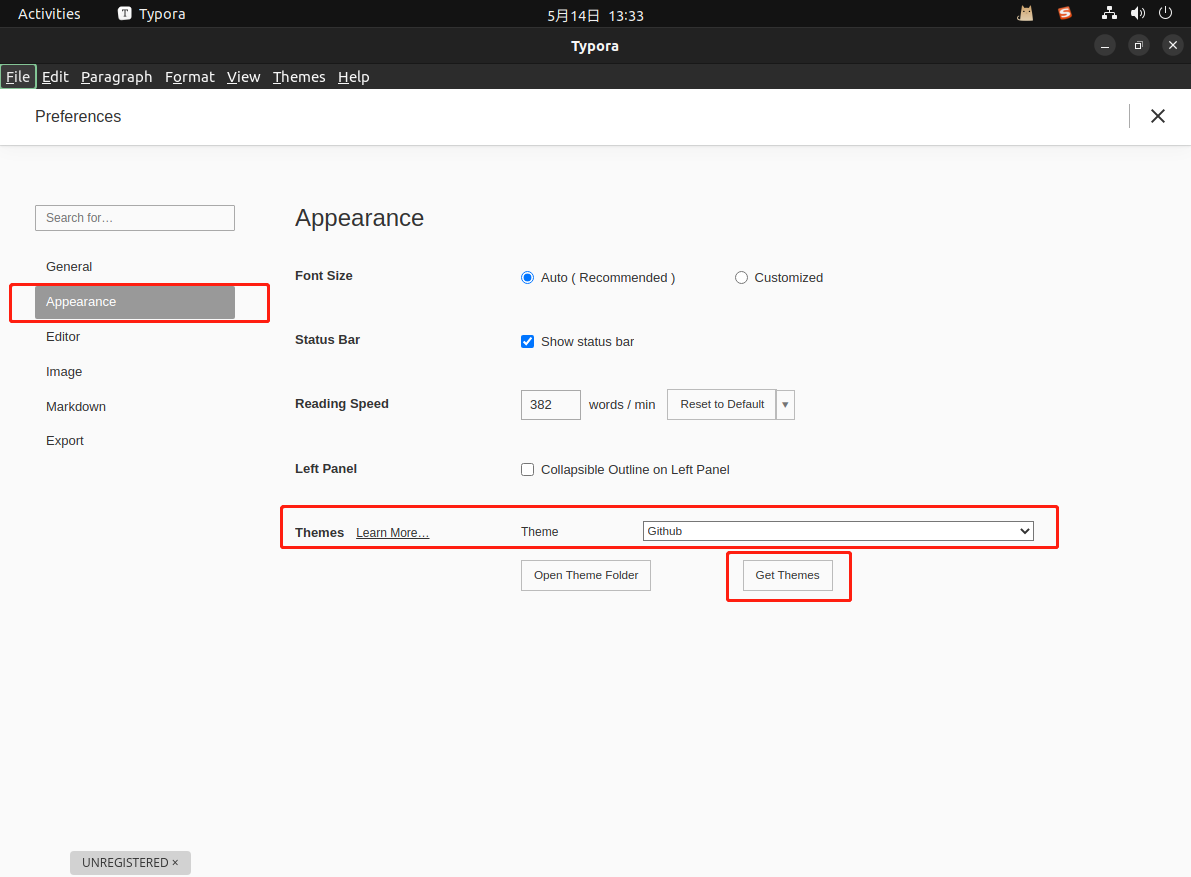 Activities Typora 5月14日 13:33
Typora
File Edit Paragraph Format View Themes Help
Preferences
Search for…
Appearance
General
Font Size Auto ( Recommended ) Customized
Appearance
Editor
Status Bar Show status bar
Image
Markdown
Reading Speed 382 words / min Reset to Default
Export
Left Panel Collapsible Outline on Left Panel
Themes Learn More… Theme Github
Open Theme Folder Get Themes
UNREGISTERED ×